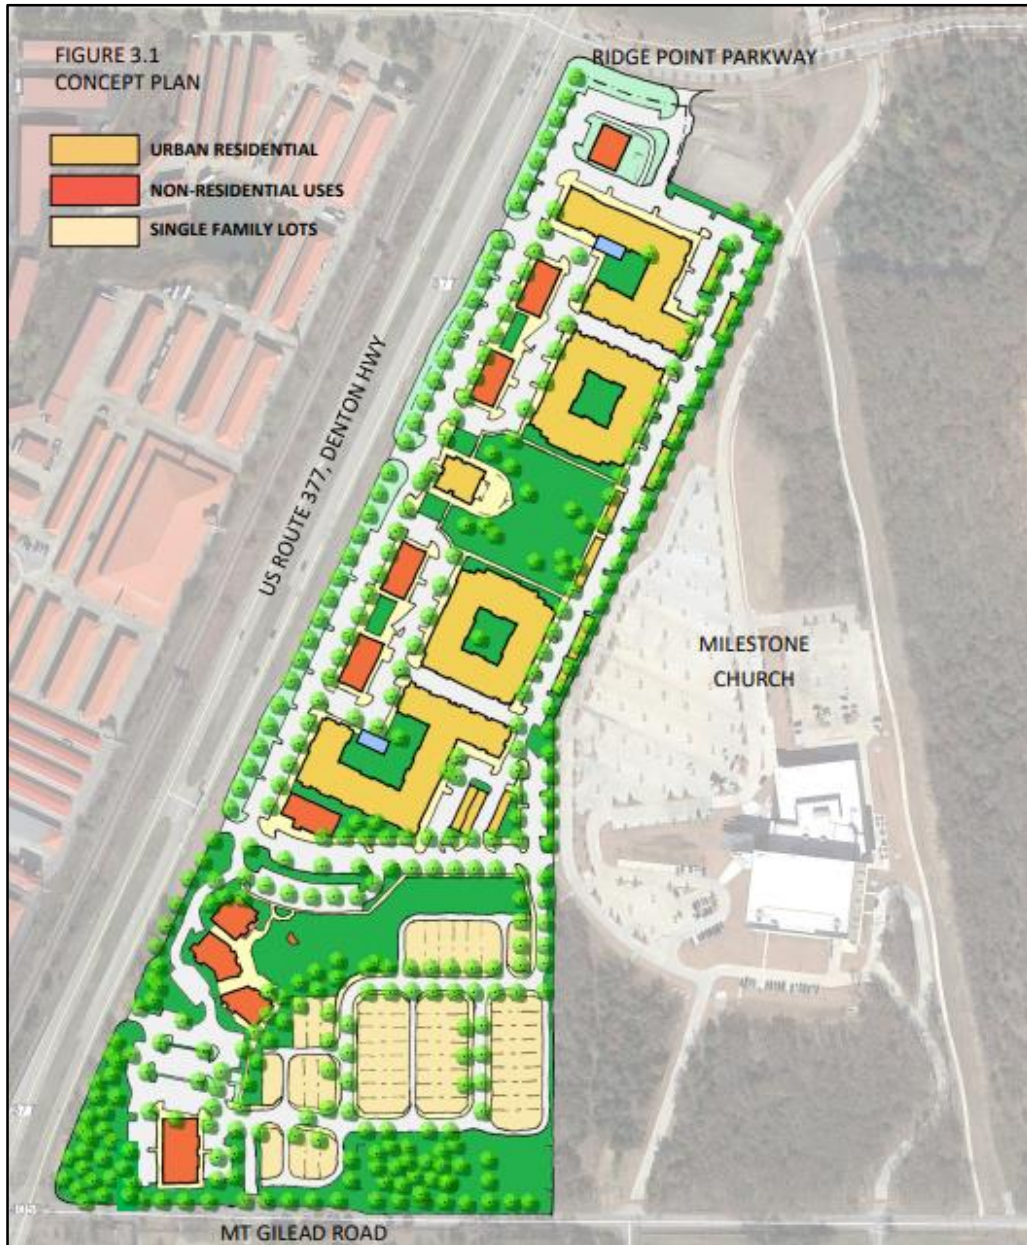 FIGURE 3.1
CONCEPT PLAN
RIDGE POINT PARKWAY
URBAN RESIDENTIAL
NON-RESIDENTIAL USES
SINGLE FAMILY LOTS
US ROUTE 377, DENTON HWY
MILESTONE
CHURCH
MT GILEAD ROAD